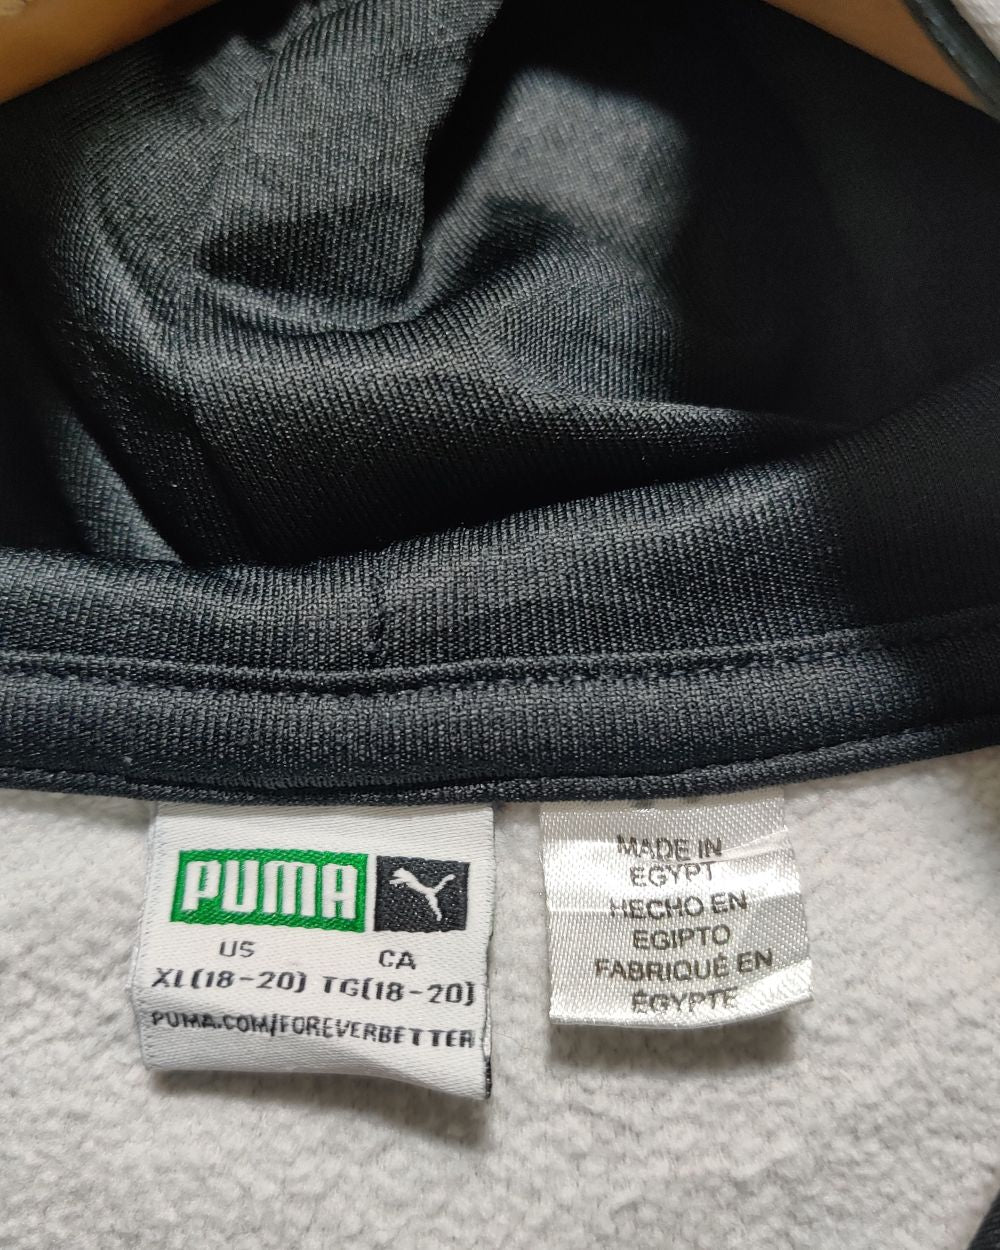 PUMA
US CA
XL(18-20) TG(18-20)
PUMA.COM/FOREVERBETTER
MADE IN
EGYPT
HECHO EN
EGIPTO
FABRIQUÉ EN
ÉGYPTE